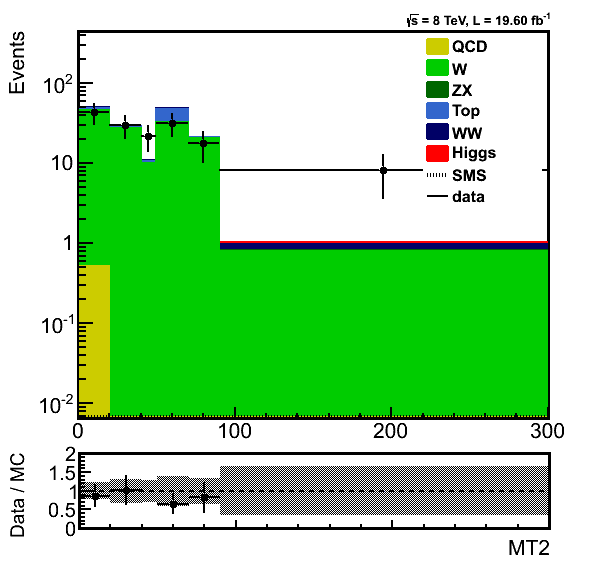 √s = 8 TeV, L = 19.60 fb⁻¹
Events
QCD
W
ZX
Top
WW
Higgs
SMS
data
10²
10
1
10⁻¹
10⁻²
0 100 200 300
Data / MC
2
1.5
1
0.5
0
MT2